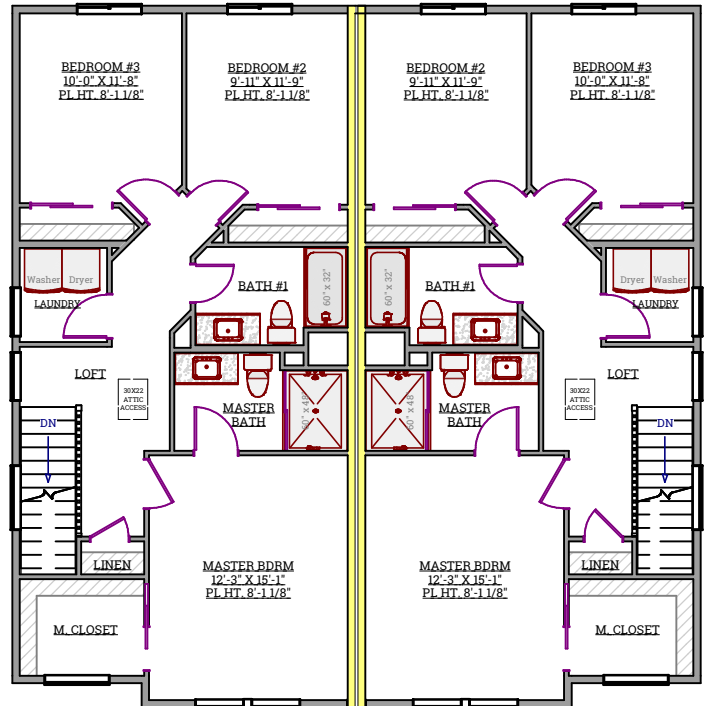 BEDROOM #3
10'-0" X 11'-8"
PL HT. 8'-1 1/8"
BEDROOM #2
9'-11" X 11'-9"
PL HT. 8'-1 1/8"
BEDROOM #2
9'-11" X 11'-9"
PL HT. 8'-1 1/8"
BEDROOM #3
10'-0" X 11'-8"
PL HT. 8'-1 1/8"
Washer
Dryer
LAUNDRY
BATH #1
60" x 32"
60" x 32"
BATH #1
Dryer
Washer
LAUNDRY
LOFT
30X22
ATTIC
ACCESS
MASTER
BATH
60" x 48"
60" x 48"
MASTER
BATH
30X22
ATTIC
ACCESS
LOFT
DN
DN
LINEN
MASTER BDRM
12'-3" X 15'-1"
PL HT. 8'-1 1/8"
MASTER BDRM
12'-3" X 15'-1"
PL HT. 8'-1 1/8"
LINEN
M. CLOSET
M. CLOSET